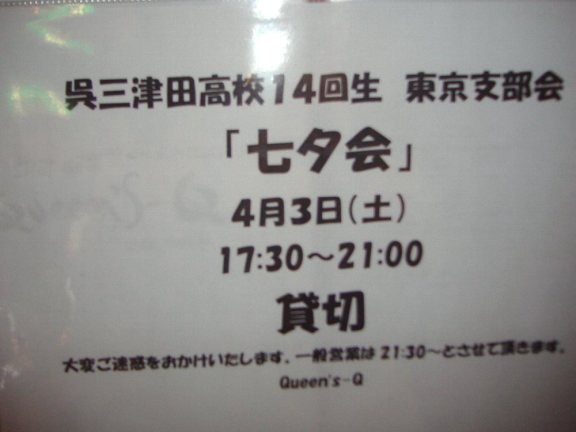 呉三津田高校14回生 東京支部会
「七夕会」
4月3日(土)
17:30～21:00
貸切
大変ご迷惑をおかけいたします、一般営業は 21:30～とさせて頂きます。
Queen's-Q